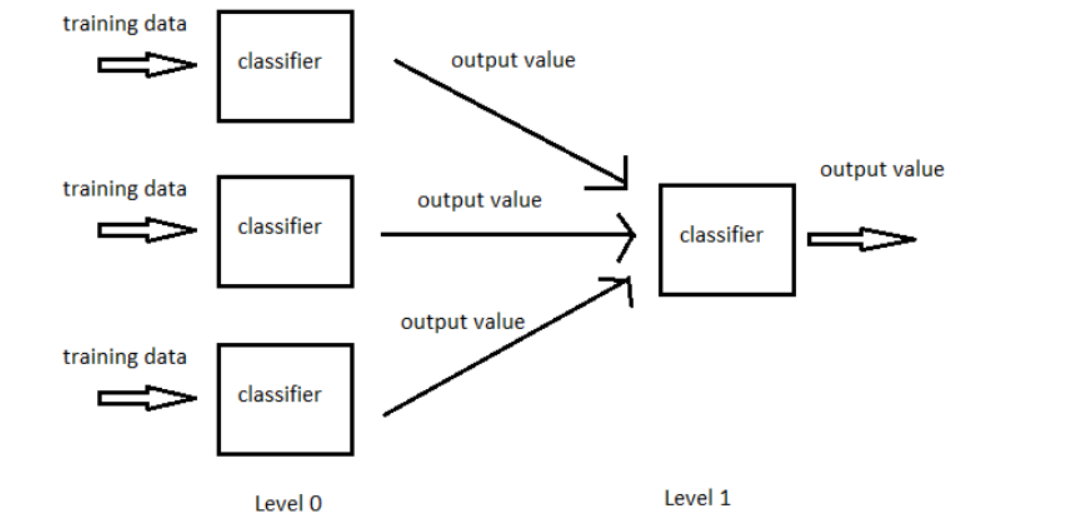 training data
classifier
output value
training data
classifier
output value
output value
classifier
output value
training data
classifier
Level 0
Level 1